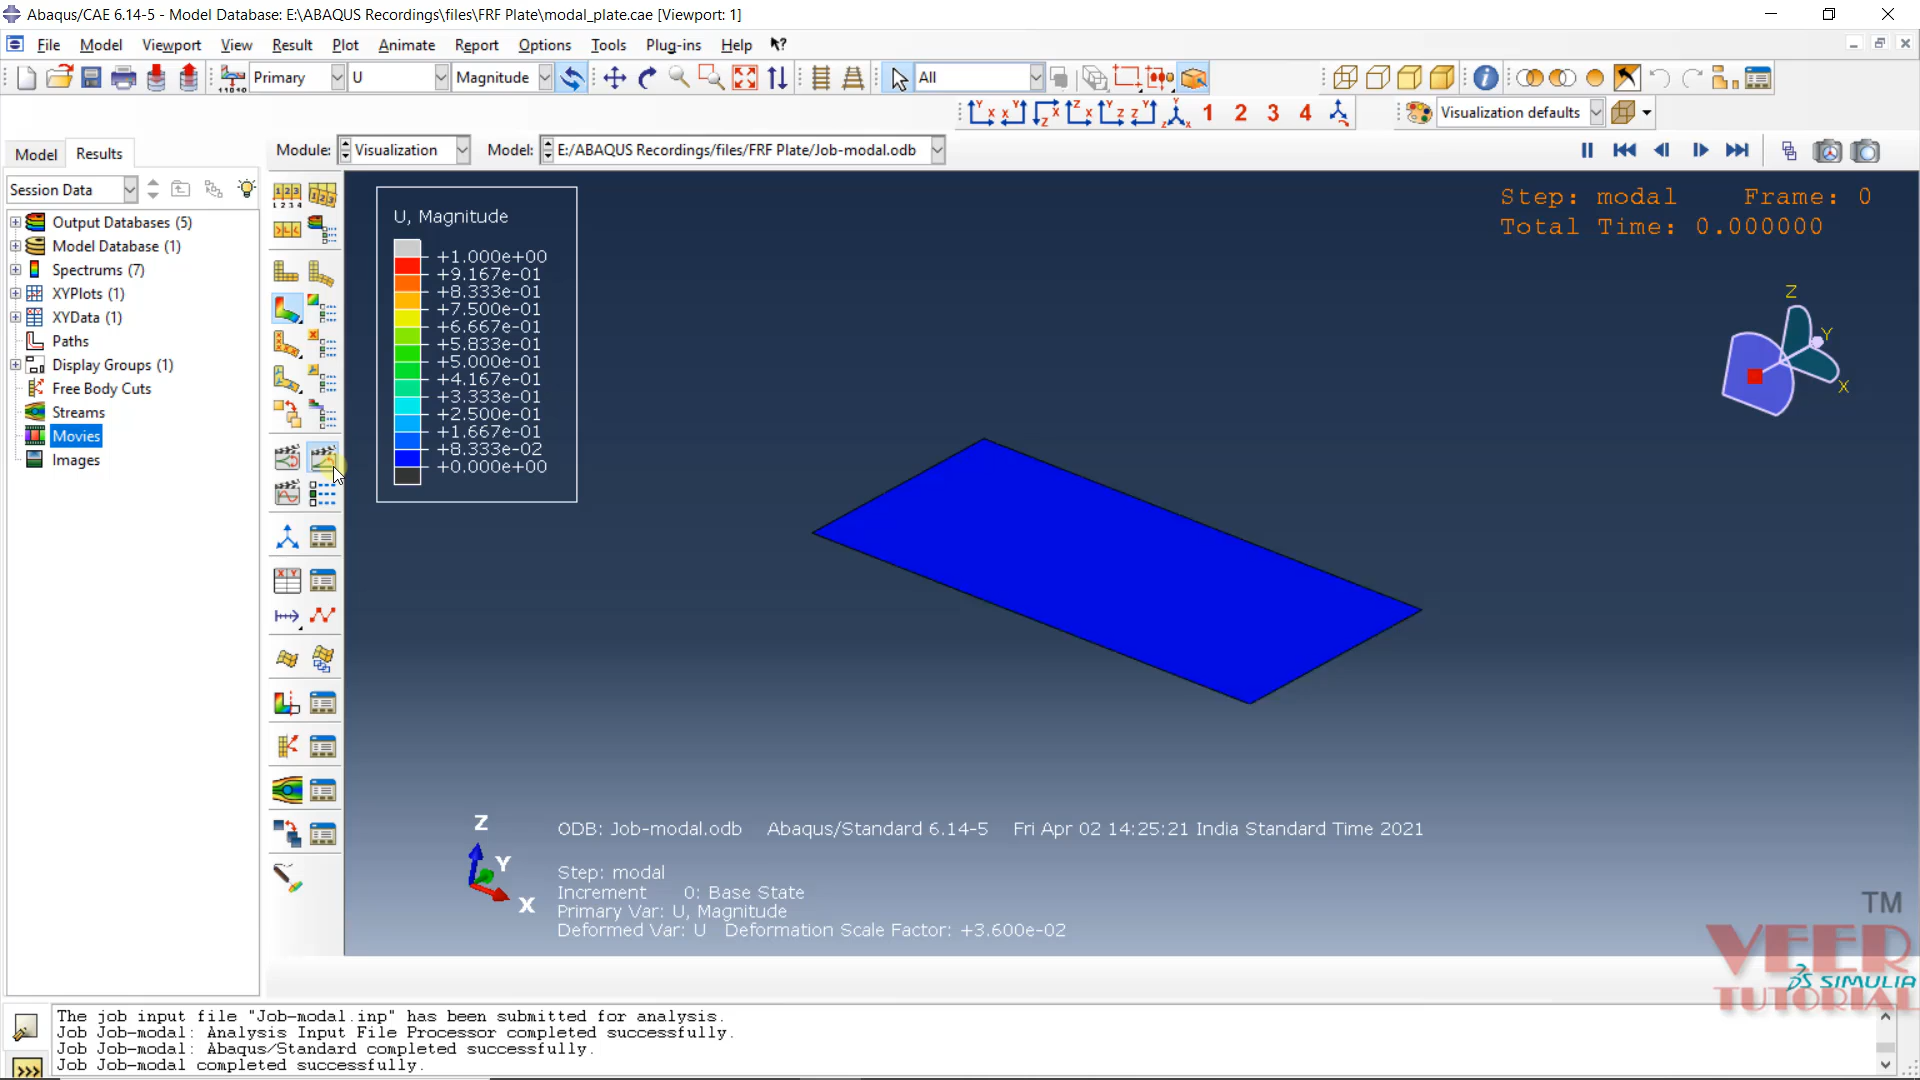 Abaqus/CAE 6.14-5 - Model Database: E:\ABAQUS Recordings\files\FRF Plate\modal_plate.cae [Viewport: 1]
File Model Viewport View Result Plot Animate Report Options Tools Plug-ins Help
Primary U Magnitude All
1 2 3 4 Visualization defaults
Model Results Module: Visualization Model: E:/ABAQUS Recordings/files/FRF Plate/Job-modal.odb
Session Data
Output Databases (5)
Model Database (1)
Spectrums (7)
XYPlots (1)
XYData (1)
Paths
Display Groups (1)
Free Body Cuts
Streams
Movies
Images
U, Magnitude
+1.000e+00
+9.167e-01
+8.333e-01
+7.500e-01
+6.667e-01
+5.833e-01
+5.000e-01
+4.167e-01
+3.333e-01
+2.500e-01
+1.667e-01
+8.333e-02
+0.000e+00
Step: modal Frame: 0
Total Time: 0.000000
Z
Y
X
Z
Y
X
ODB: Job-modal.odb Abaqus/Standard 6.14-5 Fri Apr 02 14:25:21 India Standard Time 2021
Step: modal
Increment 0: Base State
Primary Var: U, Magnitude
Deformed Var: U Deformation Scale Factor: +3.600e-02
TM
VEER
SIMULIA
TUTORIAL
The job input file "Job-modal.inp" has been submitted for analysis.
Job Job-modal: Analysis Input File Processor completed successfully.
Job Job-modal: Abaqus/Standard completed successfully.
Job Job-modal completed successfully.
>>>